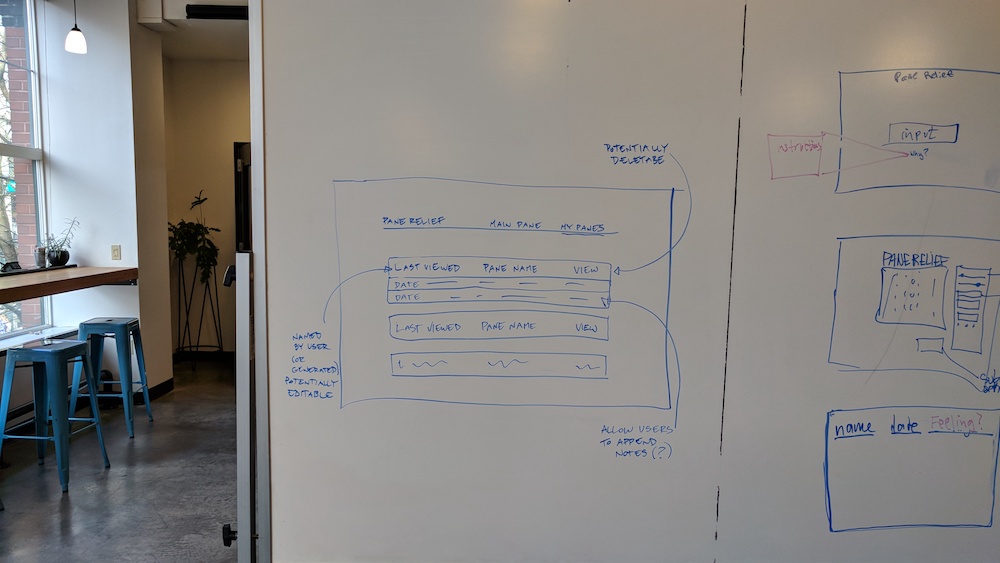 POTENTIALLY
DELETABE
PANE RELIEF MAIN PANE MY PANES
LAST VIEWED PANE NAME VIEW
DATE
DATE
LAST VIEWED PANE NAME VIEW
NAMED
BY USER
(OR
GENERATED)
POTENTIALLY
EDITABLE
ALLOW USERS
TO APPEND
NOTES (?)
Pane Relief
input
why?
PANE RELIEF
name date Feeling?